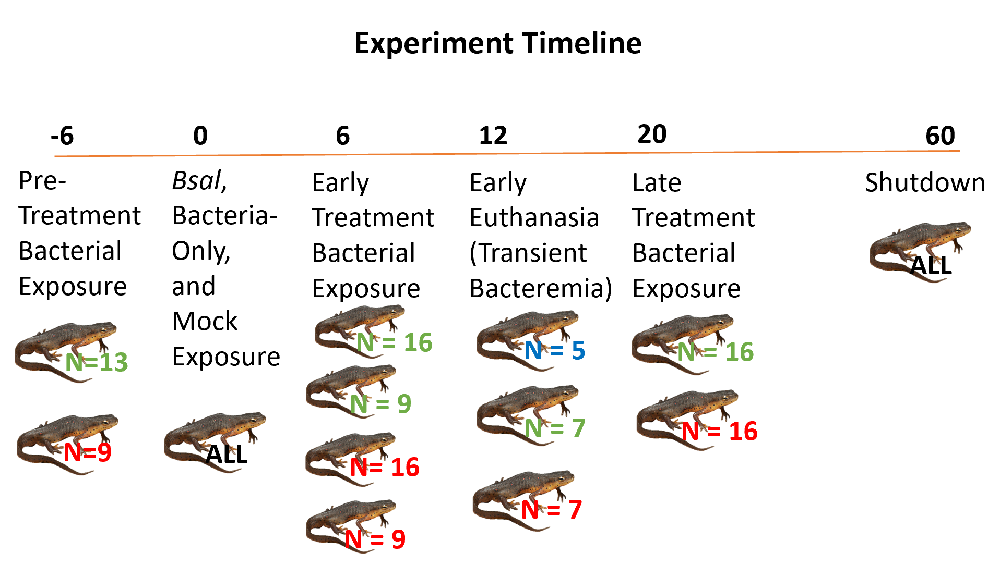 Experiment Timeline
-6
0
6
12
20
60
Pre-
Treatment
Bacterial
Exposure
N=13
N=9
Bsal,
Bacteria-
Only,
and
Mock
Exposure
ALL
Early
Treatment
Bacterial
Exposure
N = 16
N = 9
N= 16
N = 9
Early
Euthanasia
(Transient
Bacteremia)
N = 5
N = 7
N = 7
Late
Treatment
Bacterial
Exposure
N = 16
N = 16
Shutdown
ALL